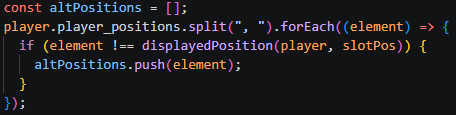 const altPositions = [];
player.player_positions.split(", ").forEach((element) => {
  if (element !== displayedPosition(player, slotPos)) {
    altPositions.push(element);
  }
});